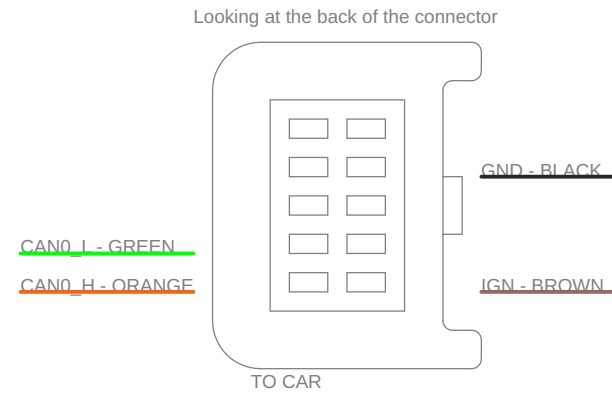 Looking at the back of the connector
GND - BLACK
CAN0_L - GREEN
CAN0_H - ORANGE
IGN - BROWN
TO CAR